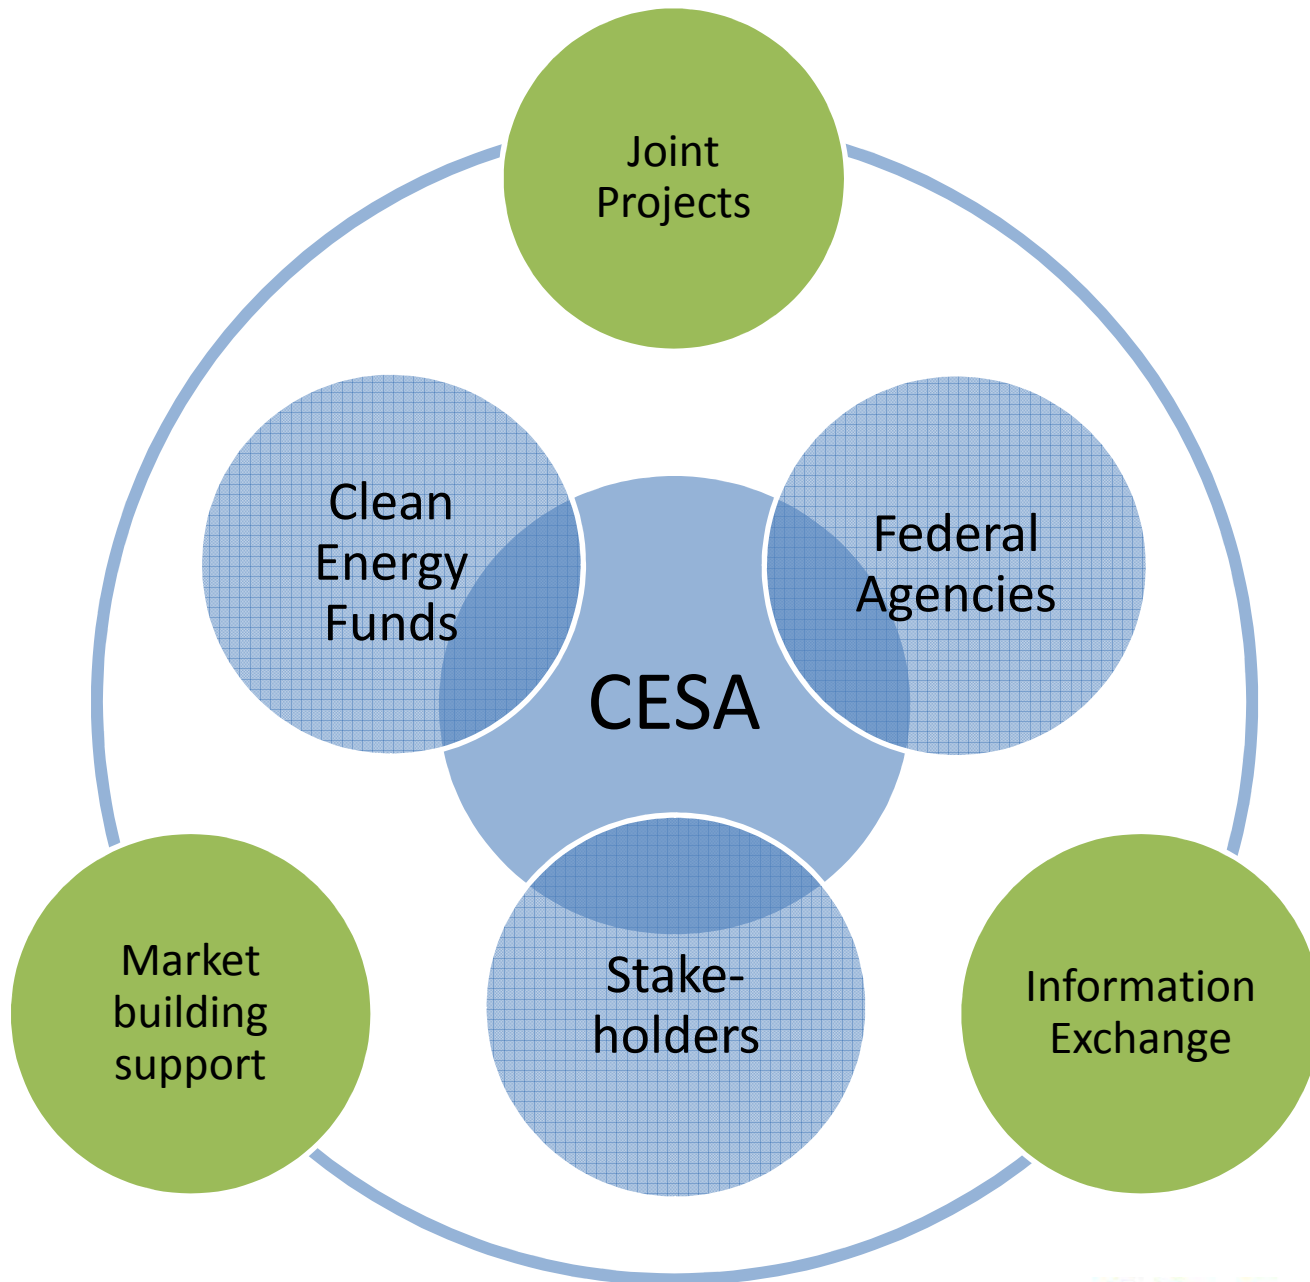 Joint
Projects
Clean
Energy
Funds
Federal
Agencies
CESA
Market
building
support
Stake-
holders
Information
Exchange